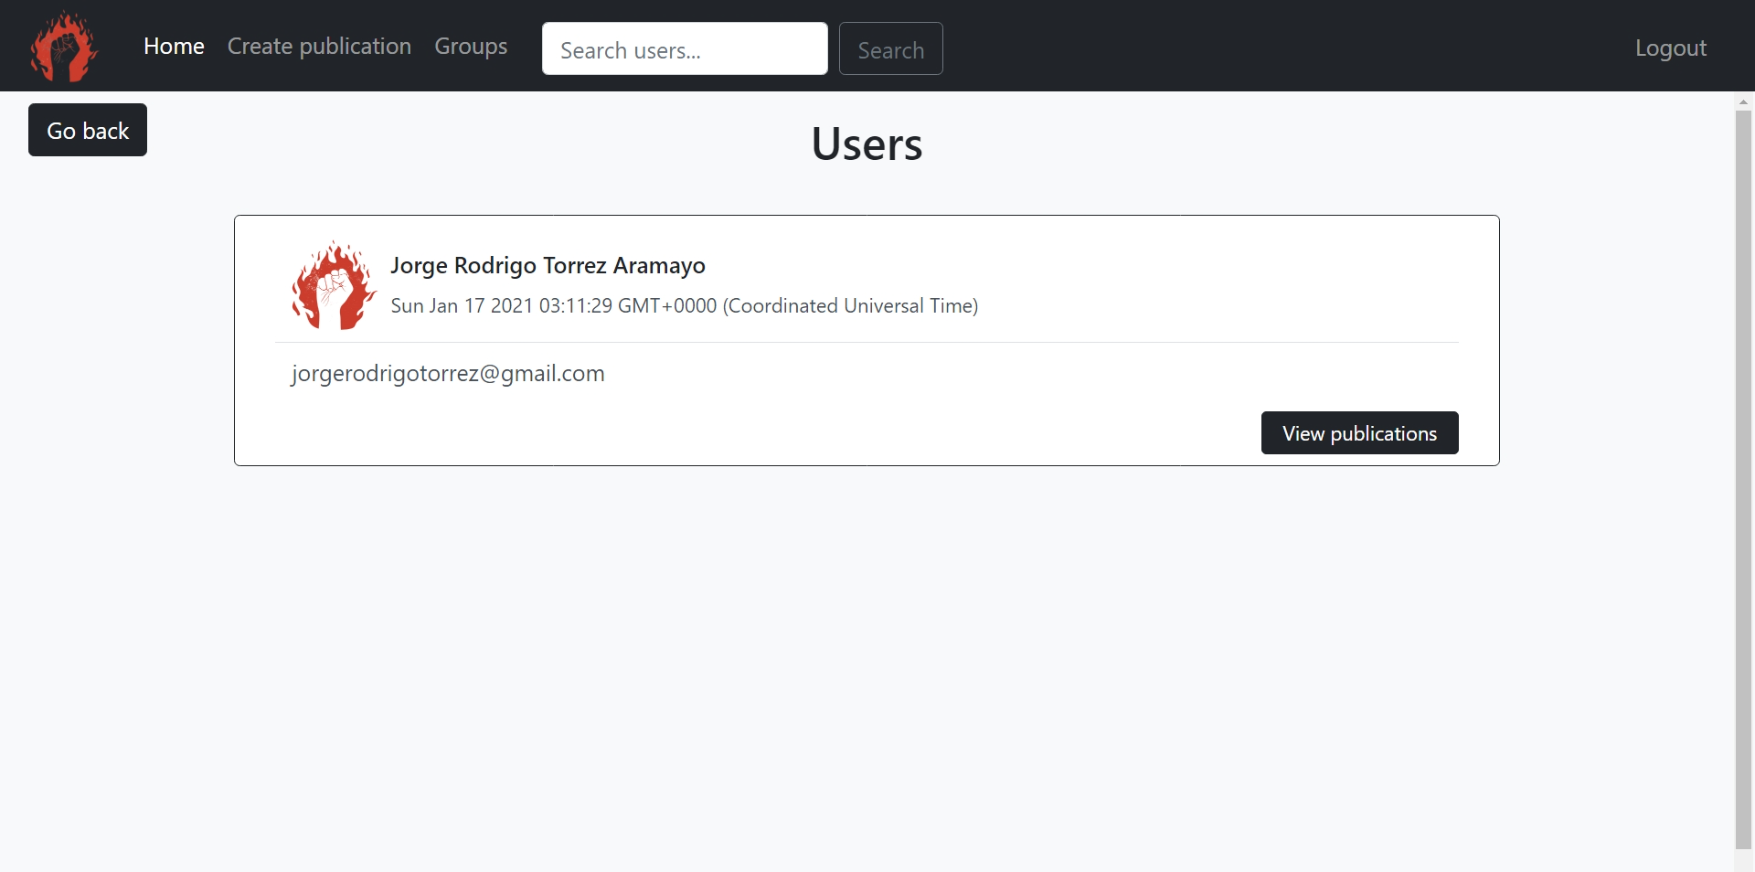 Home Create publication Groups Search users... Search Logout
Go back
Users
Jorge Rodrigo Torrez Aramayo
Sun Jan 17 2021 03:11:29 GMT+0000 (Coordinated Universal Time)
jorgerodrigotorrez@gmail.com
View publications